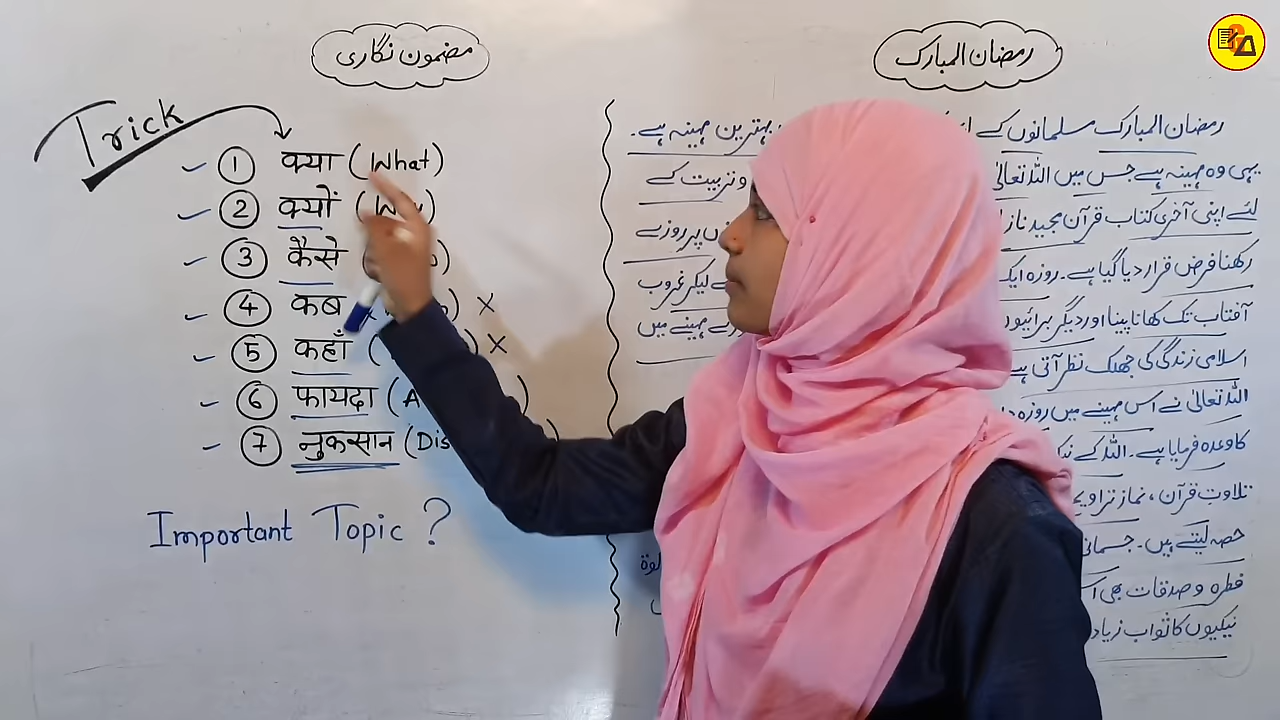 مضمون نگاری
Trick
① क्या (What)
② क्यों
③ कैसे
④ कब ×
⑤ कहाँ ×
⑥ फायदा (A
⑦ नुकसान (Dis
Important Topic ?
رمضان المبارک
رمضان المبارک مسلمانوں کے بہترین مہینہ ہے۔
یہی وہ مہینہ ہے جس میں اللہ تعالیٰ و تربیت کے
لئے اپنی آخری کتاب قرآن مجید پر روزے
رکھنا فرض قرار دیا گیا ہے۔ روزہ لیکر غروب
آفتاب تک کھانا پینا اور دیگر برائیوں کے مہینے میں
اسلامی زندگی کی جھلک نظر آتی ہے
اللہ تعالیٰ نے اس مہینے میں روزہ
کا وعدہ فرمایا ہے۔ اللہ کے
تلاوت قرآن، نماز تراویح
حصہ لیتے ہیں۔
فطرہ و صدقات بھی
نیکیوں کا ثواب